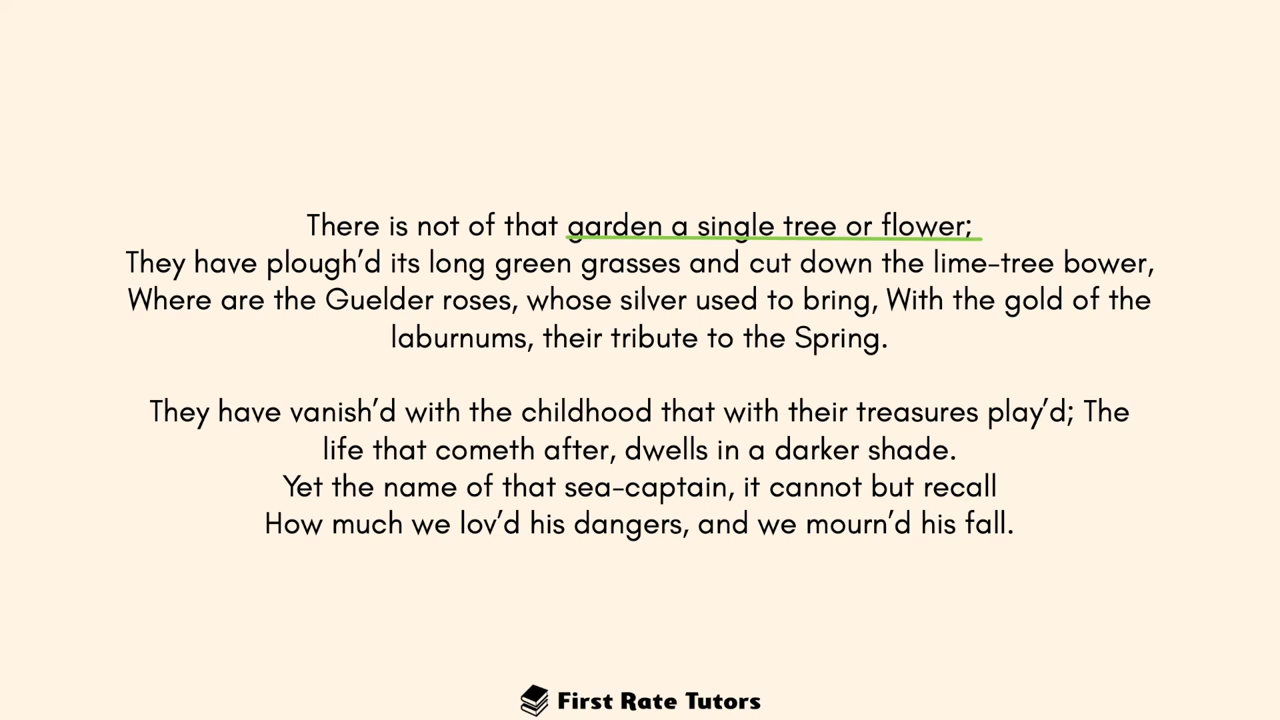 There is not of that garden a single tree or flower;
They have plough’d its long green grasses and cut down the lime-tree bower,
Where are the Guelder roses, whose silver used to bring, With the gold of the
laburnums, their tribute to the Spring.
They have vanish’d with the childhood that with their treasures play’d; The
life that cometh after, dwells in a darker shade.
Yet the name of that sea-captain, it cannot but recall
How much we lov’d his dangers, and we mourn’d his fall.
First Rate Tutors